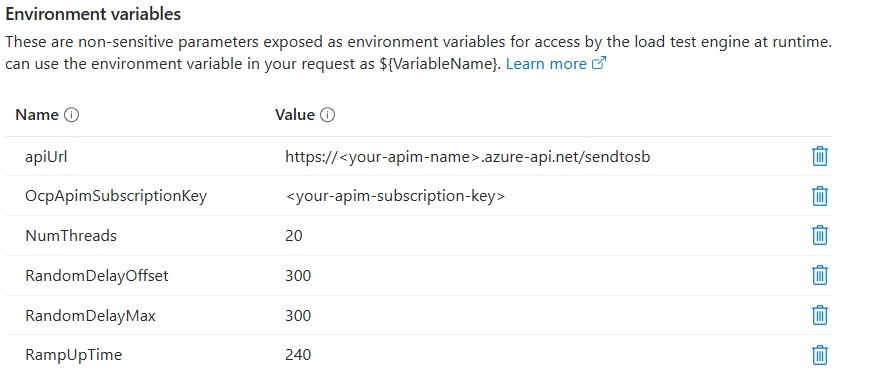 Environment variables
These are non-sensitive parameters exposed as environment variables for access by the load test engine at runtime.
can use the environment variable in your request as ${VariableName}. Learn more
Name Value
apiUrl https://<your-apim-name>.azure-api.net/sendtosb
OcpApimSubscriptionKey <your-apim-subscription-key>
NumThreads 20
RandomDelayOffset 300
RandomDelayMax 300
RampUpTime 240